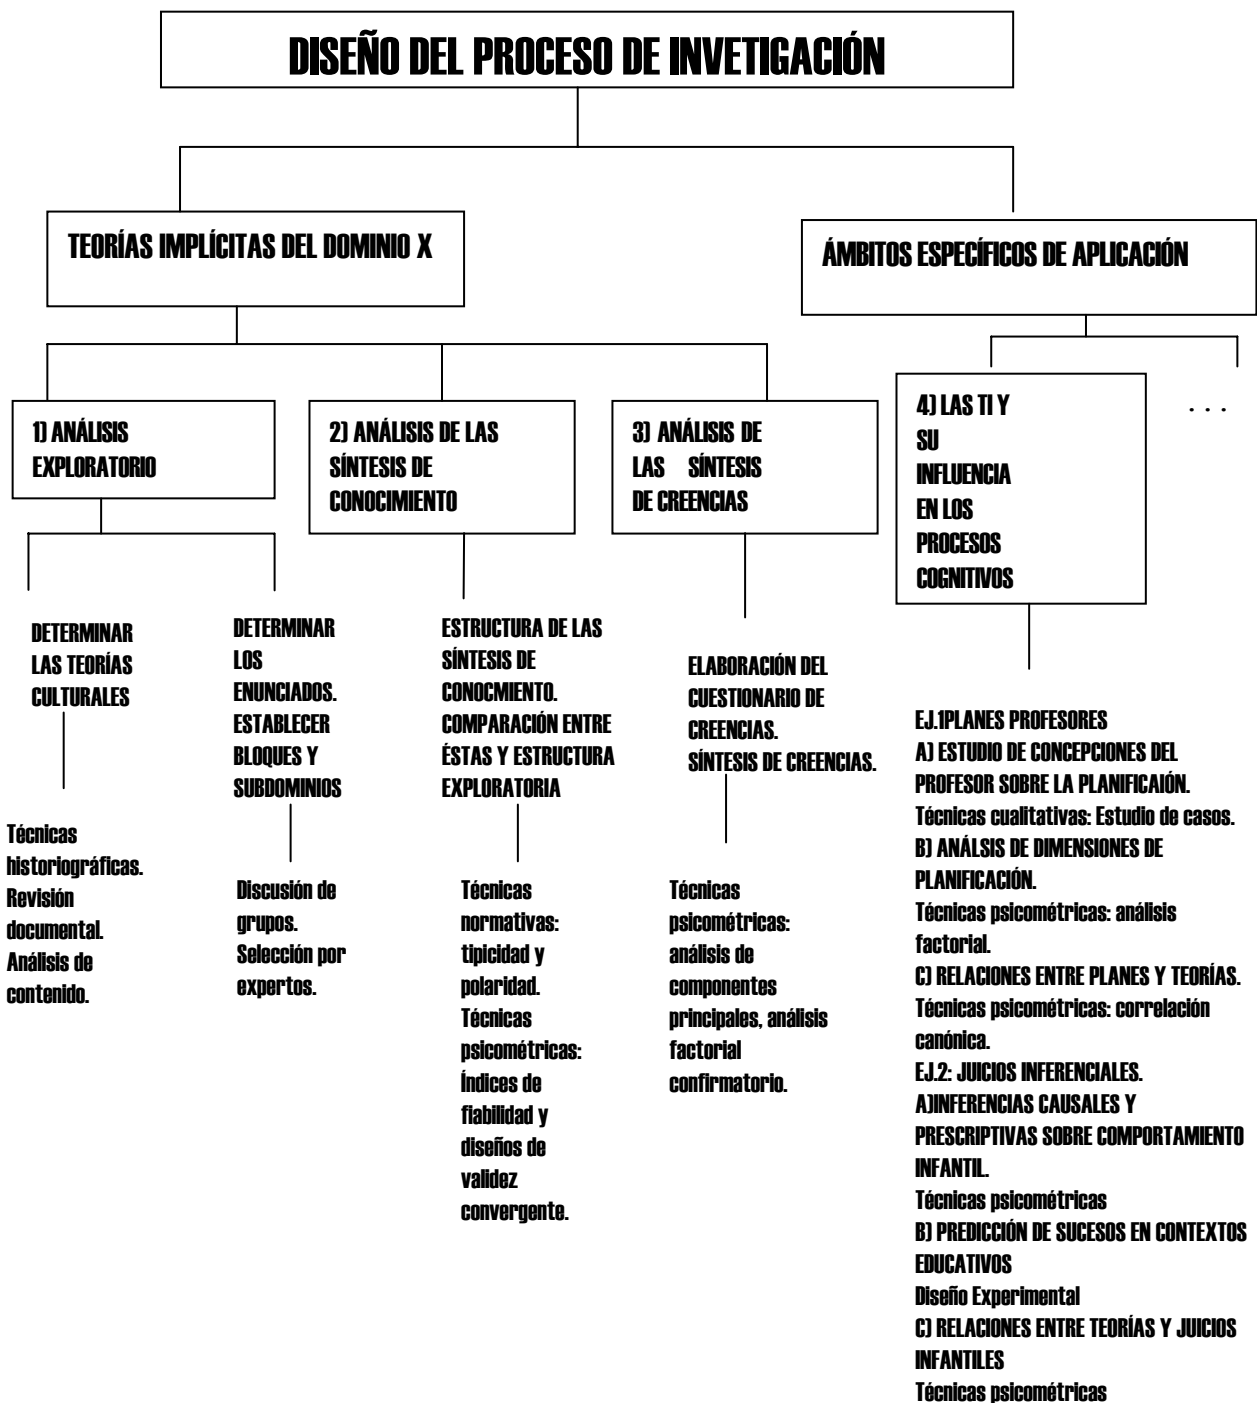 DISEÑO DEL PROCESO DE INVETIGACIÓN
TEORÍAS IMPLÍCITAS DEL DOMINIO X
ÁMBITOS ESPECÍFICOS DE APLICACIÓN
1) ANÁLISIS
EXPLORATORIO
2) ANÁLISIS DE LAS
SÍNTESIS DE
CONOCIMIENTO
3) ANÁLISIS DE
LAS SÍNTESIS
DE CREENCIAS
4) LAS TI Y
SU
INFLUENCIA
EN LOS
PROCESOS
COGNITIVOS
. . .
DETERMINAR
LAS TEORÍAS
CULTURALES
DETERMINAR
LOS
ENUNCIADOS.
ESTABLECER
BLOQUES Y
SUBDOMINIOS
ESTRUCTURA DE LAS
SÍNTESIS DE
CONOCMIENTO.
COMPARACIÓN ENTRE
ÉSTAS Y ESTRUCTURA
EXPLORATORIA
ELABORACIÓN DEL
CUESTIONARIO DE
CREENCIAS.
SÍNTESIS DE CREENCIAS.
Técnicas
historiográficas.
Revisión
documental.
Análisis de
contenido.
Discusión de
grupos.
Selección por
expertos.
Técnicas
normativas:
tipicidad y
polaridad.
Técnicas
psicométricas:
Índices de
fiabilidad y
diseños de
validez
convergente.
Técnicas
psicométricas:
análisis de
componentes
principales, análisis
factorial
confirmatorio.
EJ.1PLANES PROFESORES
A) ESTUDIO DE CONCEPCIONES DEL
PROFESOR SOBRE LA PLANIFICAIÓN.
Técnicas cualitativas: Estudio de casos.
B) ANÁLSIS DE DIMENSIONES DE
PLANIFICACIÓN.
Técnicas psicométricas: análisis
factorial.
C) RELACIONES ENTRE PLANES Y TEORÍAS.
Técnicas psicométricas: correlación
canónica.
EJ.2: JUICIOS INFERENCIALES.
A)INFERENCIAS CAUSALES Y
PRESCRIPTIVAS SOBRE COMPORTAMIENTO
INFANTIL.
Técnicas psicométricas
B) PREDICCIÓN DE SUCESOS EN CONTEXTOS
EDUCATIVOS
Diseño Experimental
C) RELACIONES ENTRE TEORÍAS Y JUICIOS
INFANTILES
Técnicas psicométricas